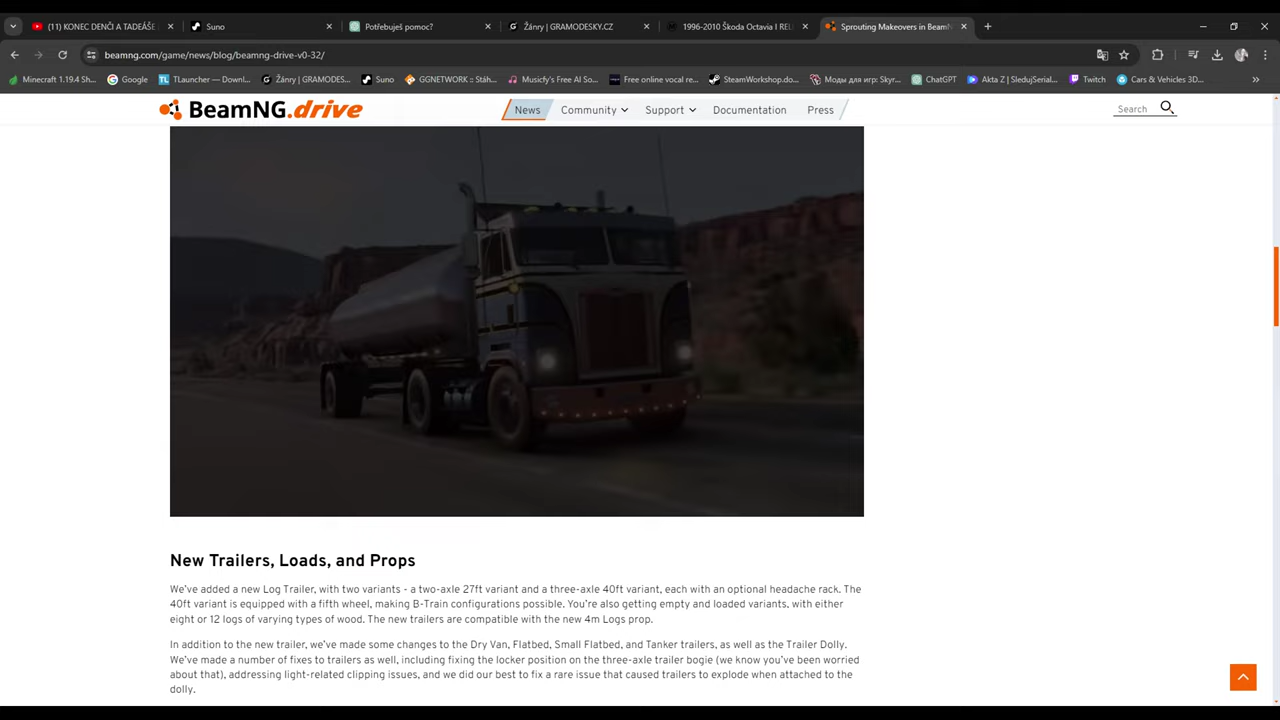 (11) KONEC DENČI A TADEÁŠE
Suno
Potřebuješ pomoc?
Žánry | GRAMODESKY.CZ
1996-2010 Škoda Octavia I REL
Sprouting Makeovers in BeamN
beamng.com/game/news/blog/beamng-drive-v0-32/
Minecraft 1.19.4 Sh...
Google
TLauncher — Downl...
Žánry | GRAMODES...
Suno
GGNETWORK :: Stáh...
Musicfy's Free AI So...
Free online vocal re...
SteamWorkshop.do...
Моды для игр: Skyr...
ChatGPT
Akta Z | SledujSerial...
Twitch
Cars & Vehicles 3D...
BeamNG.drive
News
Community
Support
Documentation
Press
Search
New Trailers, Loads, and Props
We've added a new Log Trailer, with two variants - a two-axle 27ft variant and a three-axle 40ft variant, each with an optional headache rack. The
40ft variant is equipped with a fifth wheel, making B-Train configurations possible. You're also getting empty and loaded variants, with either
eight or 12 logs of varying types of wood. The new trailers are compatible with the new 4m Logs prop.
In addition to the new trailer, we've made some changes to the Dry Van, Flatbed, Small Flatbed, and Tanker trailers, as well as the Trailer Dolly.
We've made a number of fixes to trailers as well, including fixing the locker position on the three-axle trailer bogie (we know you've been worried
about that), addressing light-related clipping issues, and we did our best to fix a rare issue that caused trailers to explode when attached to the
dolly.